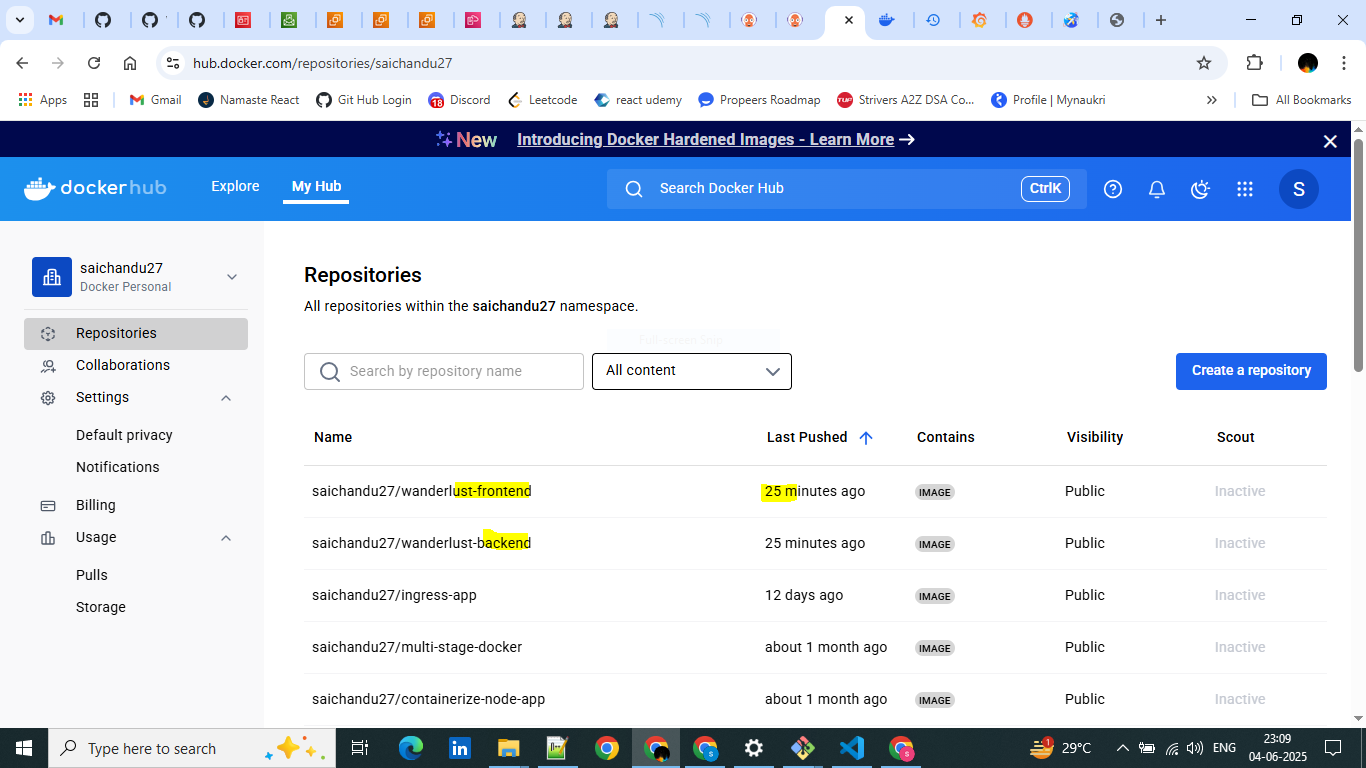 hub.docker.com/repositories/saichandu27
Apps Gmail Namaste React Git Hub Login 18 Discord Leetcode react udemy Propeers Roadmap TUF Strivers A2Z DSA Co... Profile | Mynaukri » All Bookmarks
New Introducing Docker Hardened Images - Learn More →
dockerhub Explore My Hub Search Docker Hub CtrlK S
saichandu27
Docker Personal
Repositories
Collaborations
Settings
Default privacy
Notifications
Billing
Usage
Pulls
Storage
Repositories
All repositories within the saichandu27 namespace.
Full-screen Snip
Search by repository name All content Create a repository
Name Last Pushed Contains Visibility Scout
saichandu27/wanderlust-frontend 25 minutes ago IMAGE Public Inactive
saichandu27/wanderlust-backend 25 minutes ago IMAGE Public Inactive
saichandu27/ingress-app 12 days ago IMAGE Public Inactive
saichandu27/multi-stage-docker about 1 month ago IMAGE Public Inactive
saichandu27/containerize-node-app about 1 month ago IMAGE Public Inactive
Type here to search 1 29°C ENG 23:09
04-06-2025